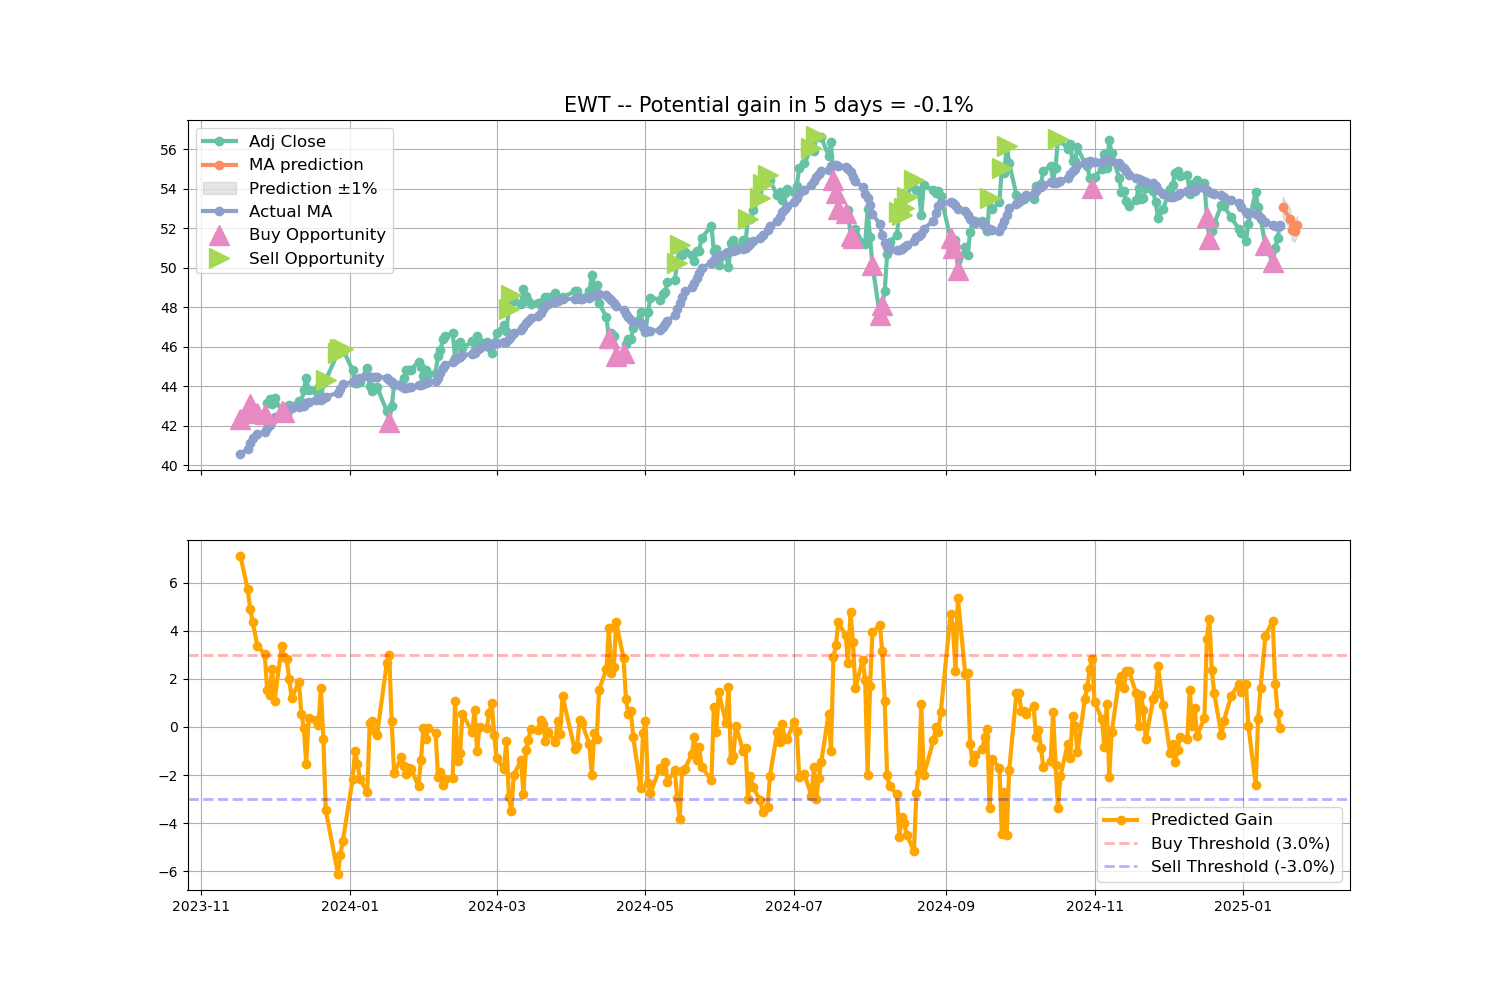 EWT -- Potential gain in 5 days = -0.1%
Adj Close
MA prediction
Prediction ±1%
Actual MA
Buy Opportunity
Sell Opportunity
56
54
52
50
48
46
44
42
40
6
4
2
0
−2
−4
−6
Predicted Gain
Buy Threshold (3.0%)
Sell Threshold (-3.0%)
2023-11 2024-01 2024-03 2024-05 2024-07 2024-09 2024-11 2025-01